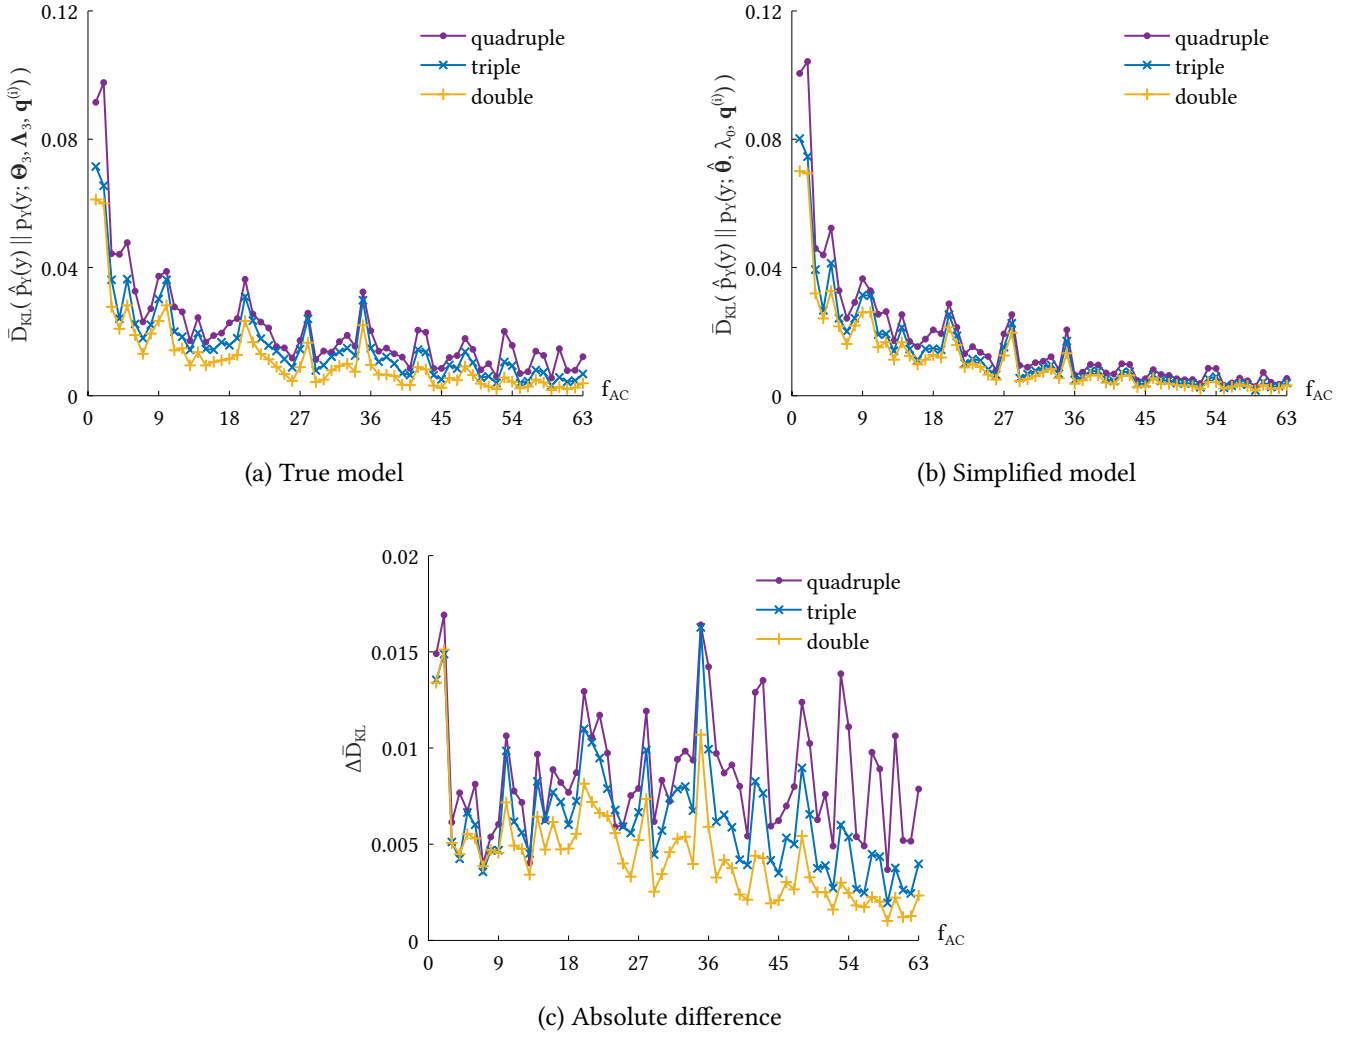 0.12
0.08
0.04
0
D̄KL( p̂Y(y) || pY(y; Θ3, Λ3, q(i)) )
quadruple
triple
double
0 9 18 27 36 45 54 63
fAC
(a) True model
0.12
0.08
0.04
0
D̄KL( p̂Y(y) || pY(y; θ̂, λ0, q(i)) )
quadruple
triple
double
0 9 18 27 36 45 54 63
fAC
(b) Simplified model
0.02
0.015
0.01
0.005
0
ΔD̄KL
quadruple
triple
double
0 9 18 27 36 45 54 63
fAC
(c) Absolute difference